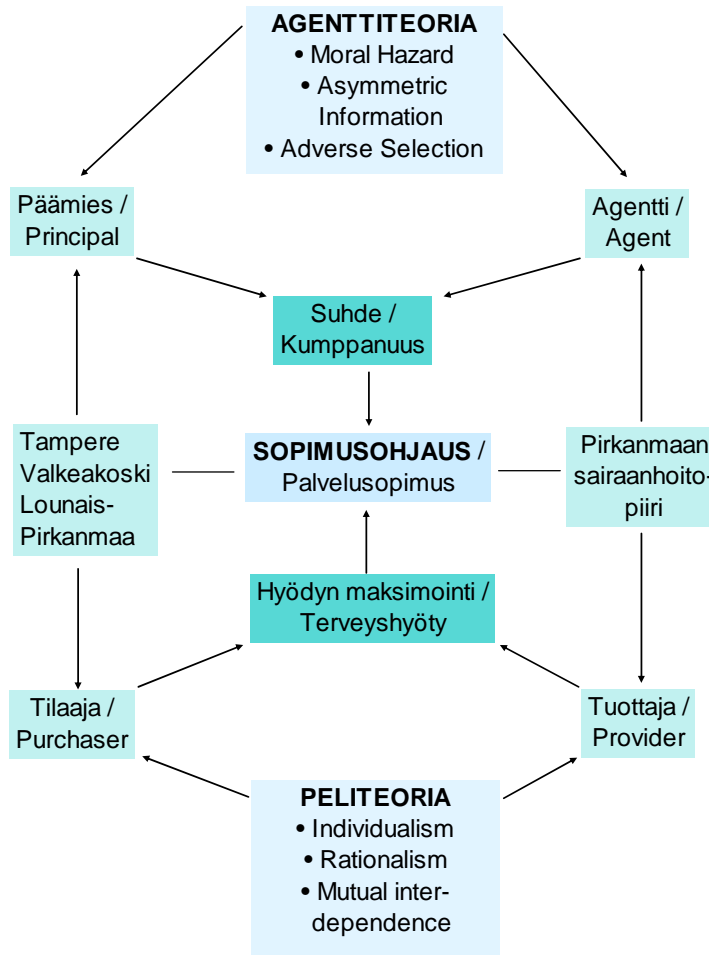 AGENTTITEORIA
• Moral Hazard
• Asymmetric
Information
• Adverse Selection
Päämies /
Principal
Agentti /
Agent
Suhde /
Kumppanuus
Tampere
Valkeakoski
Lounais-
Pirkanmaa
SOPIMUSOHJAUS /
Palvelusopimus
Pirkanmaan
sairaanhoito-
piiri
Hyödyn maksimointi /
Terveyshyöty
Tilaaja /
Purchaser
Tuottaja /
Provider
PELITEORIA
• Individualism
• Rationalism
• Mutual inter-
dependence